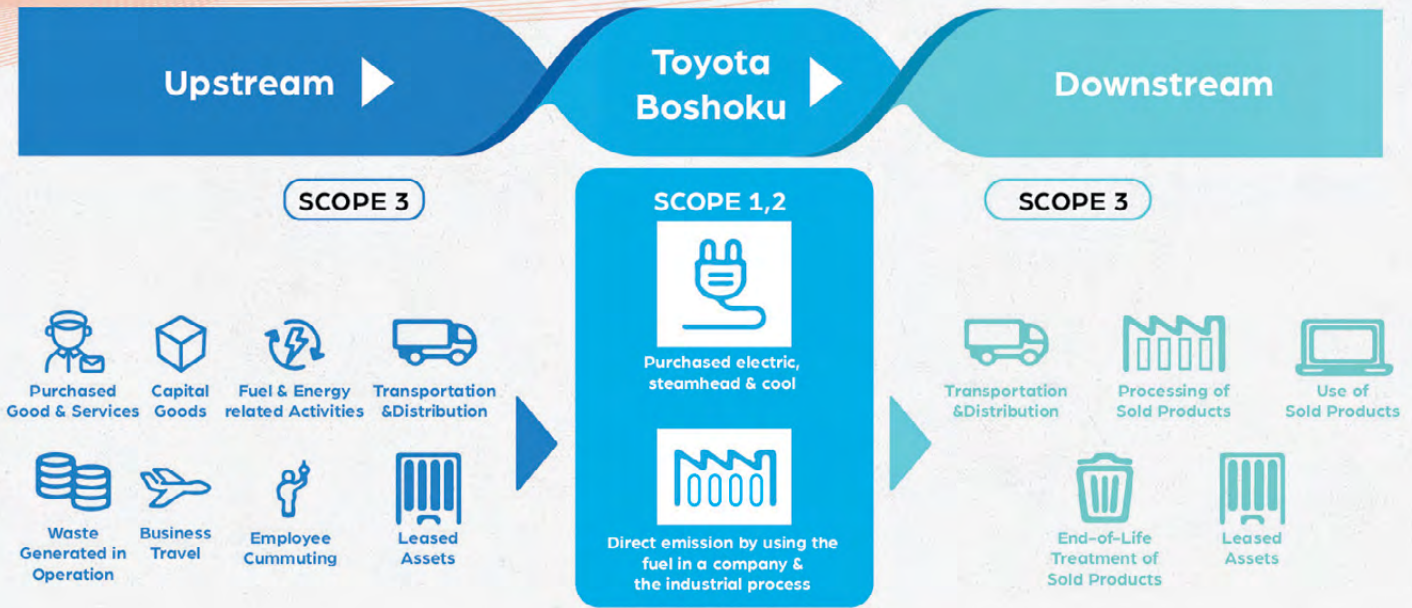 Upstream
Toyota
Boshoku
Downstream
SCOPE 3
SCOPE 1,2
SCOPE 3
Purchased
Good & Services
Capital
Goods
Fuel & Energy
related Activities
Transportation
&Distribution
Waste
Generated in
Operation
Business
Travel
Employee
Cummuting
Leased
Assets
Purchased electric,
steamhead & cool
Direct emission by using the
fuel in a company &
the industrial process
Transportation
&Distribution
Processing of
Sold Products
Use of
Sold Products
End-of-Life
Treatment of
Sold Products
Leased
Assets